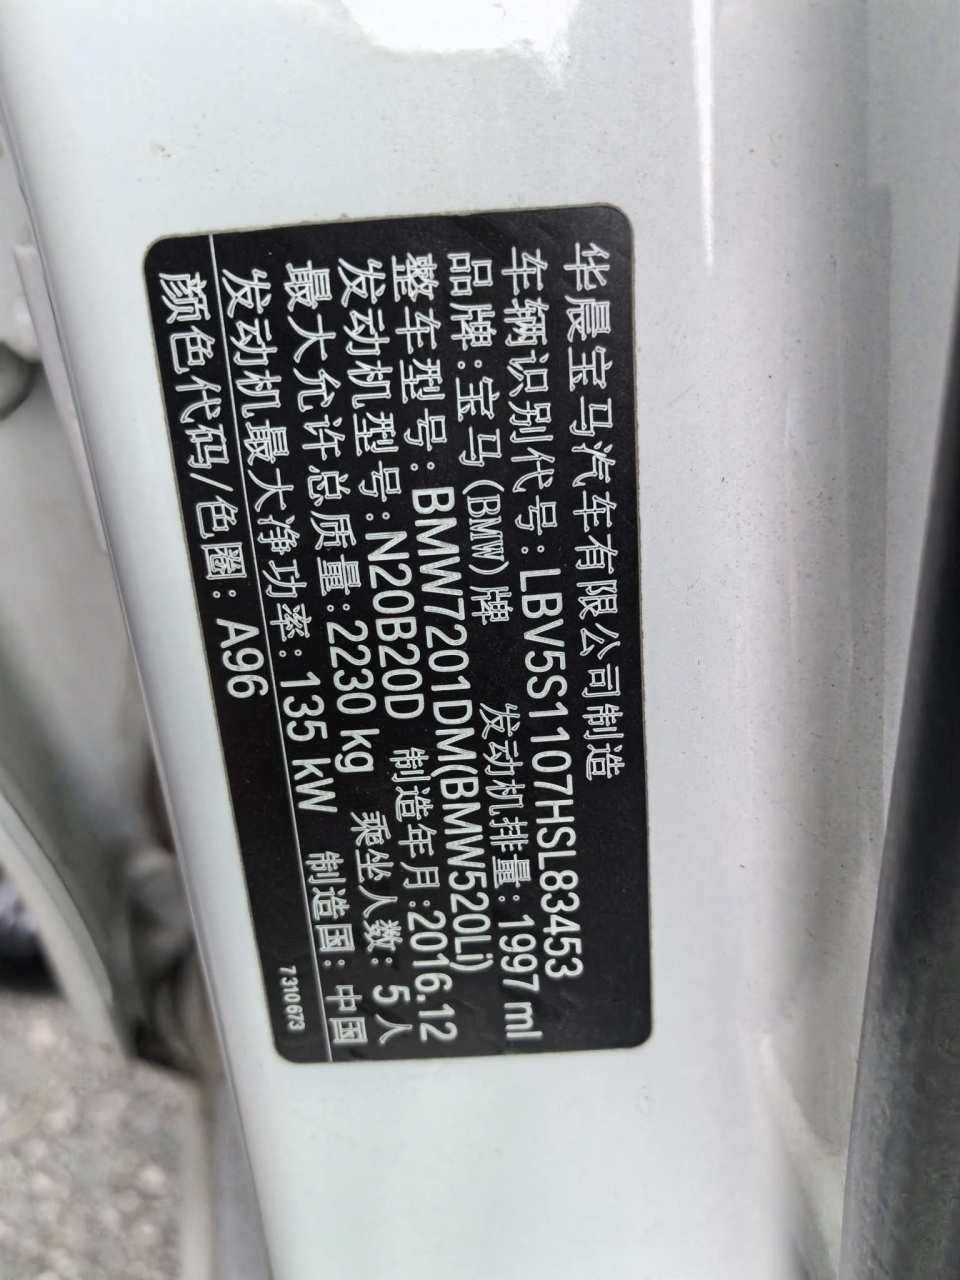 华晨宝马汽车有限公司制造
车辆识别代号:LBV5S1107HSL83453
品牌:宝马(BMW)牌 发动机排量:1997 ml
整车型号:BMW7201DM(BMW520Li)
发动机型号:N20B20D 制造年月:2016.12
最大允许总质量:2230 kg 乘坐人数:5人
发动机最大净功率:135 kW 制造国:中国
颜色代码/色圈:A96 7310673